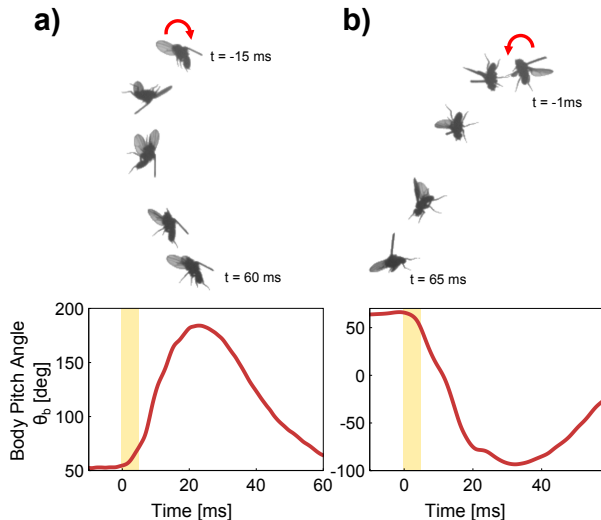 a)
t = -15 ms
t = 60 ms
b)
t = -1ms
t = 65 ms
Body Pitch Angle
θb [deg]
200
150
100
50
0
20
40
60
Time [ms]
50
0
-50
-100
0
20
40
Time [ms]